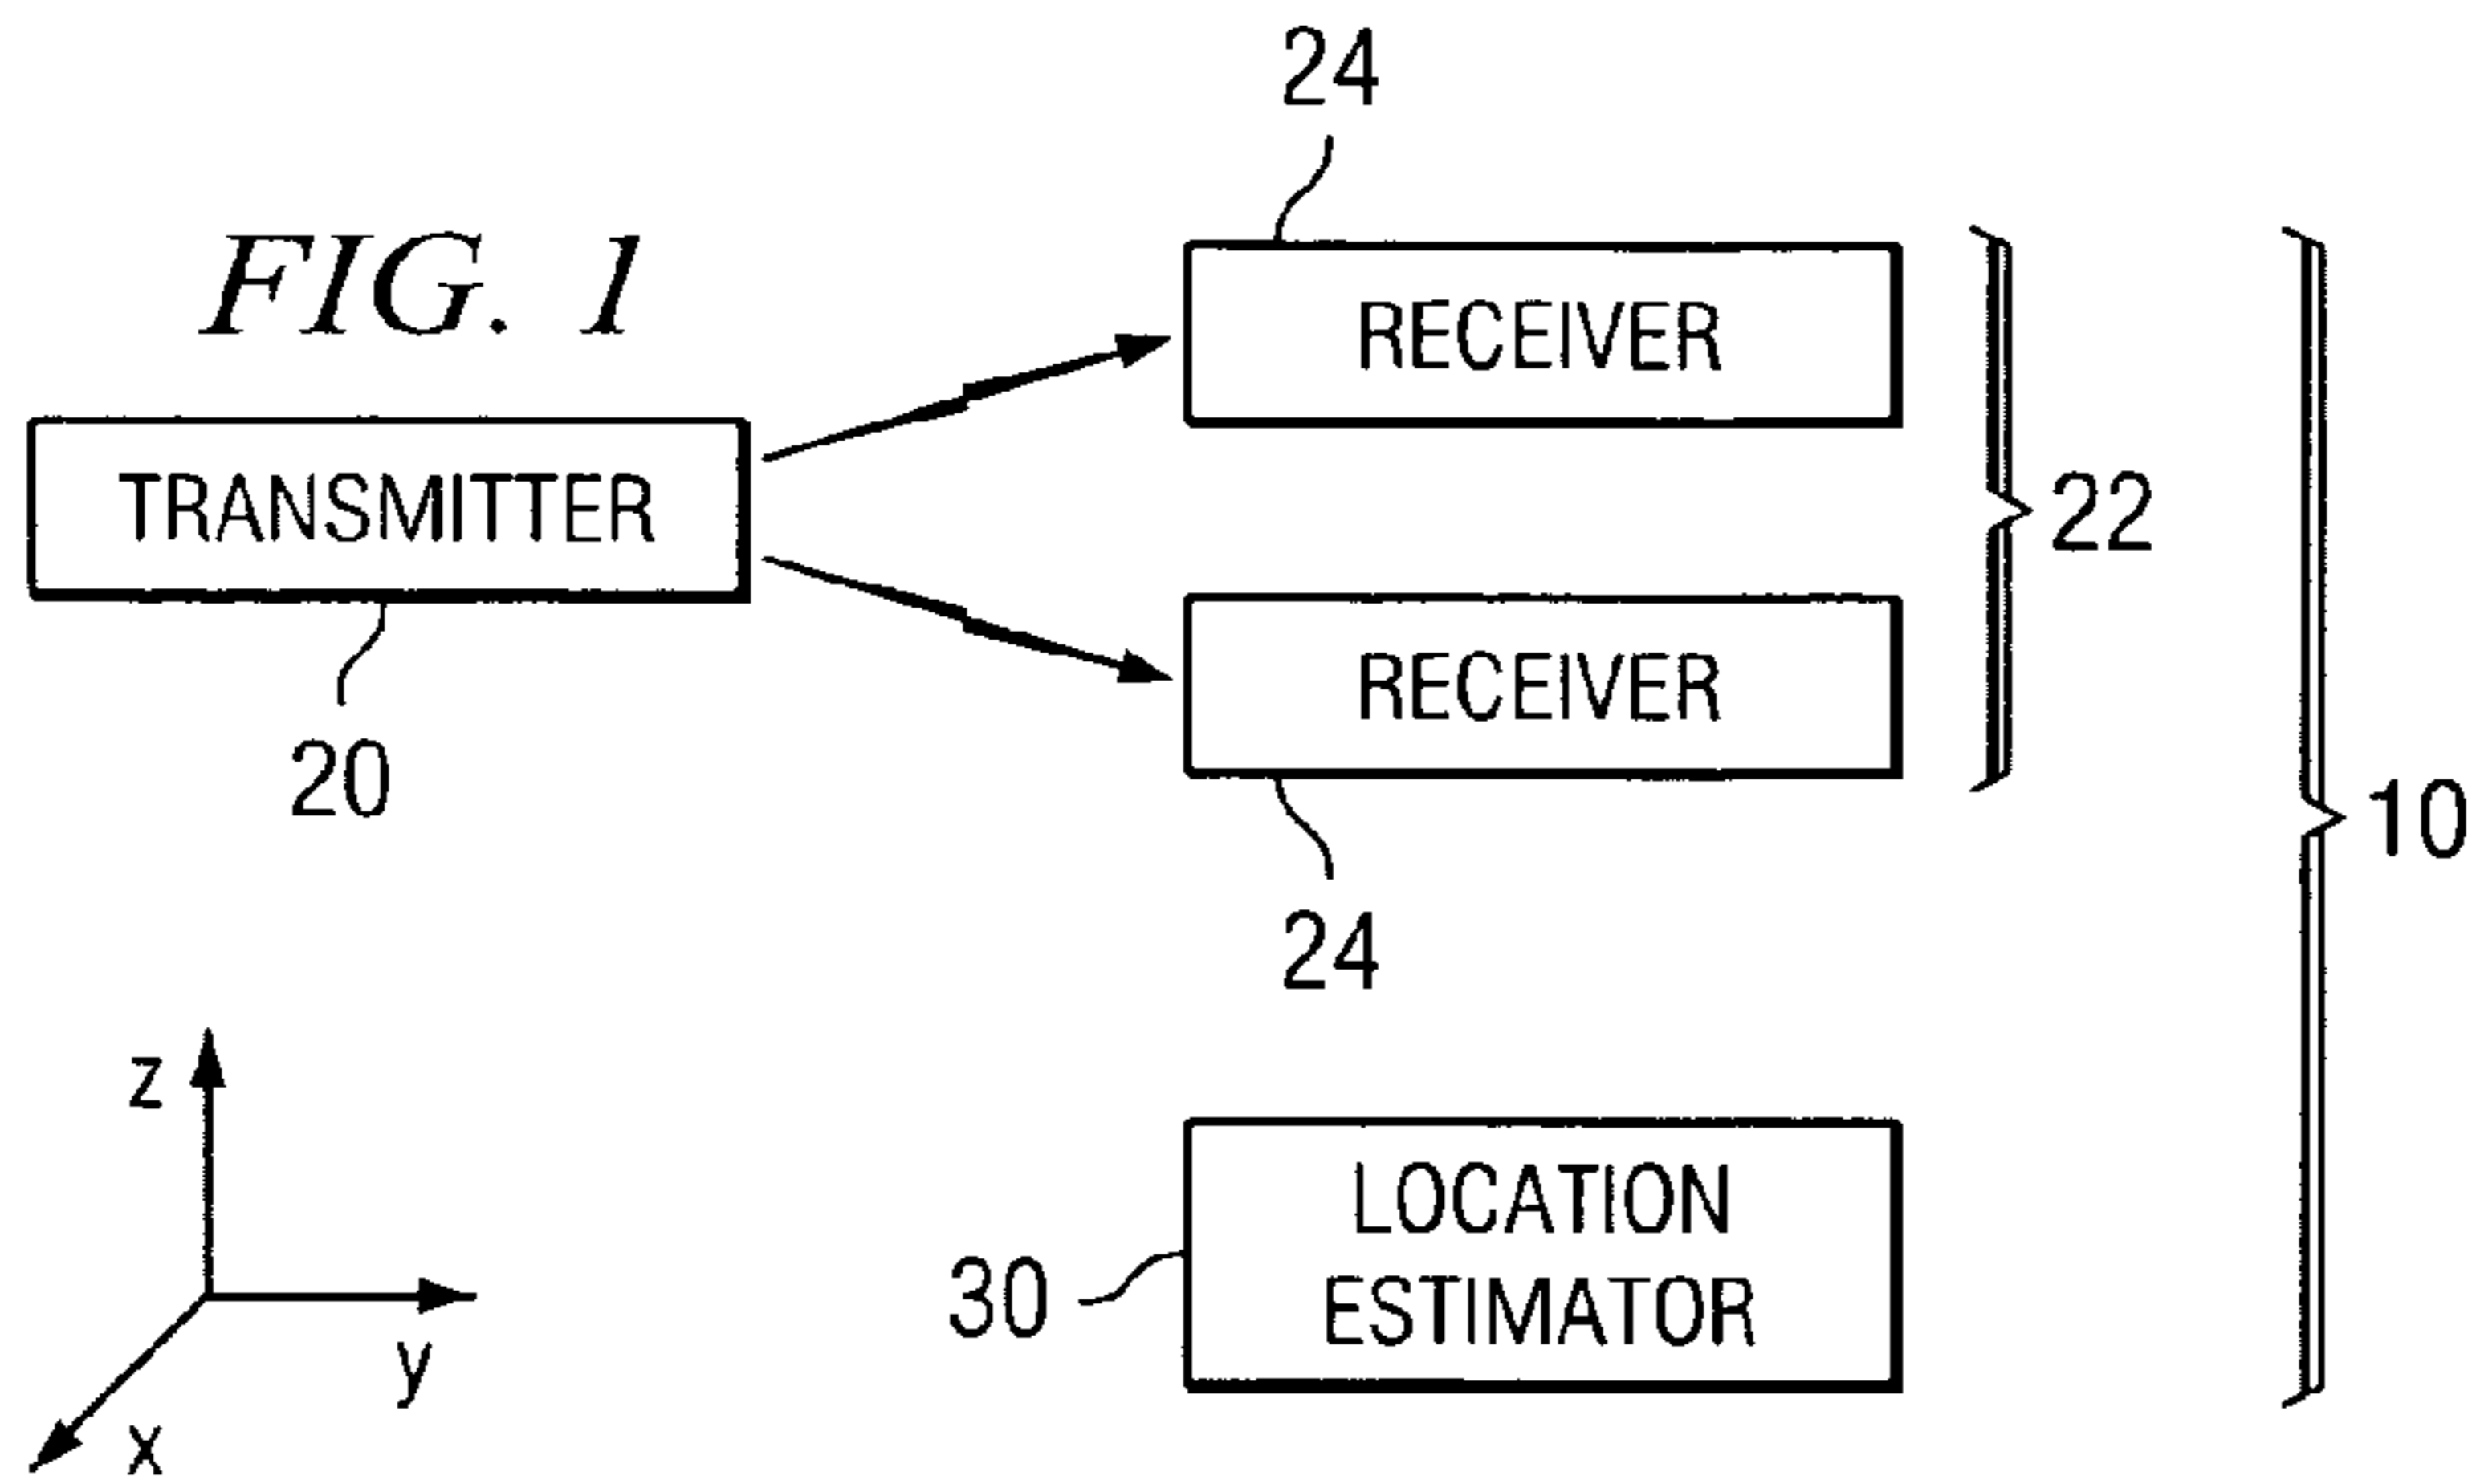 24
FIG. 1
RECEIVER
TRANSMITTER
22
RECEIVER
20
10
24
z
LOCATION
30
ESTIMATOR
y
x